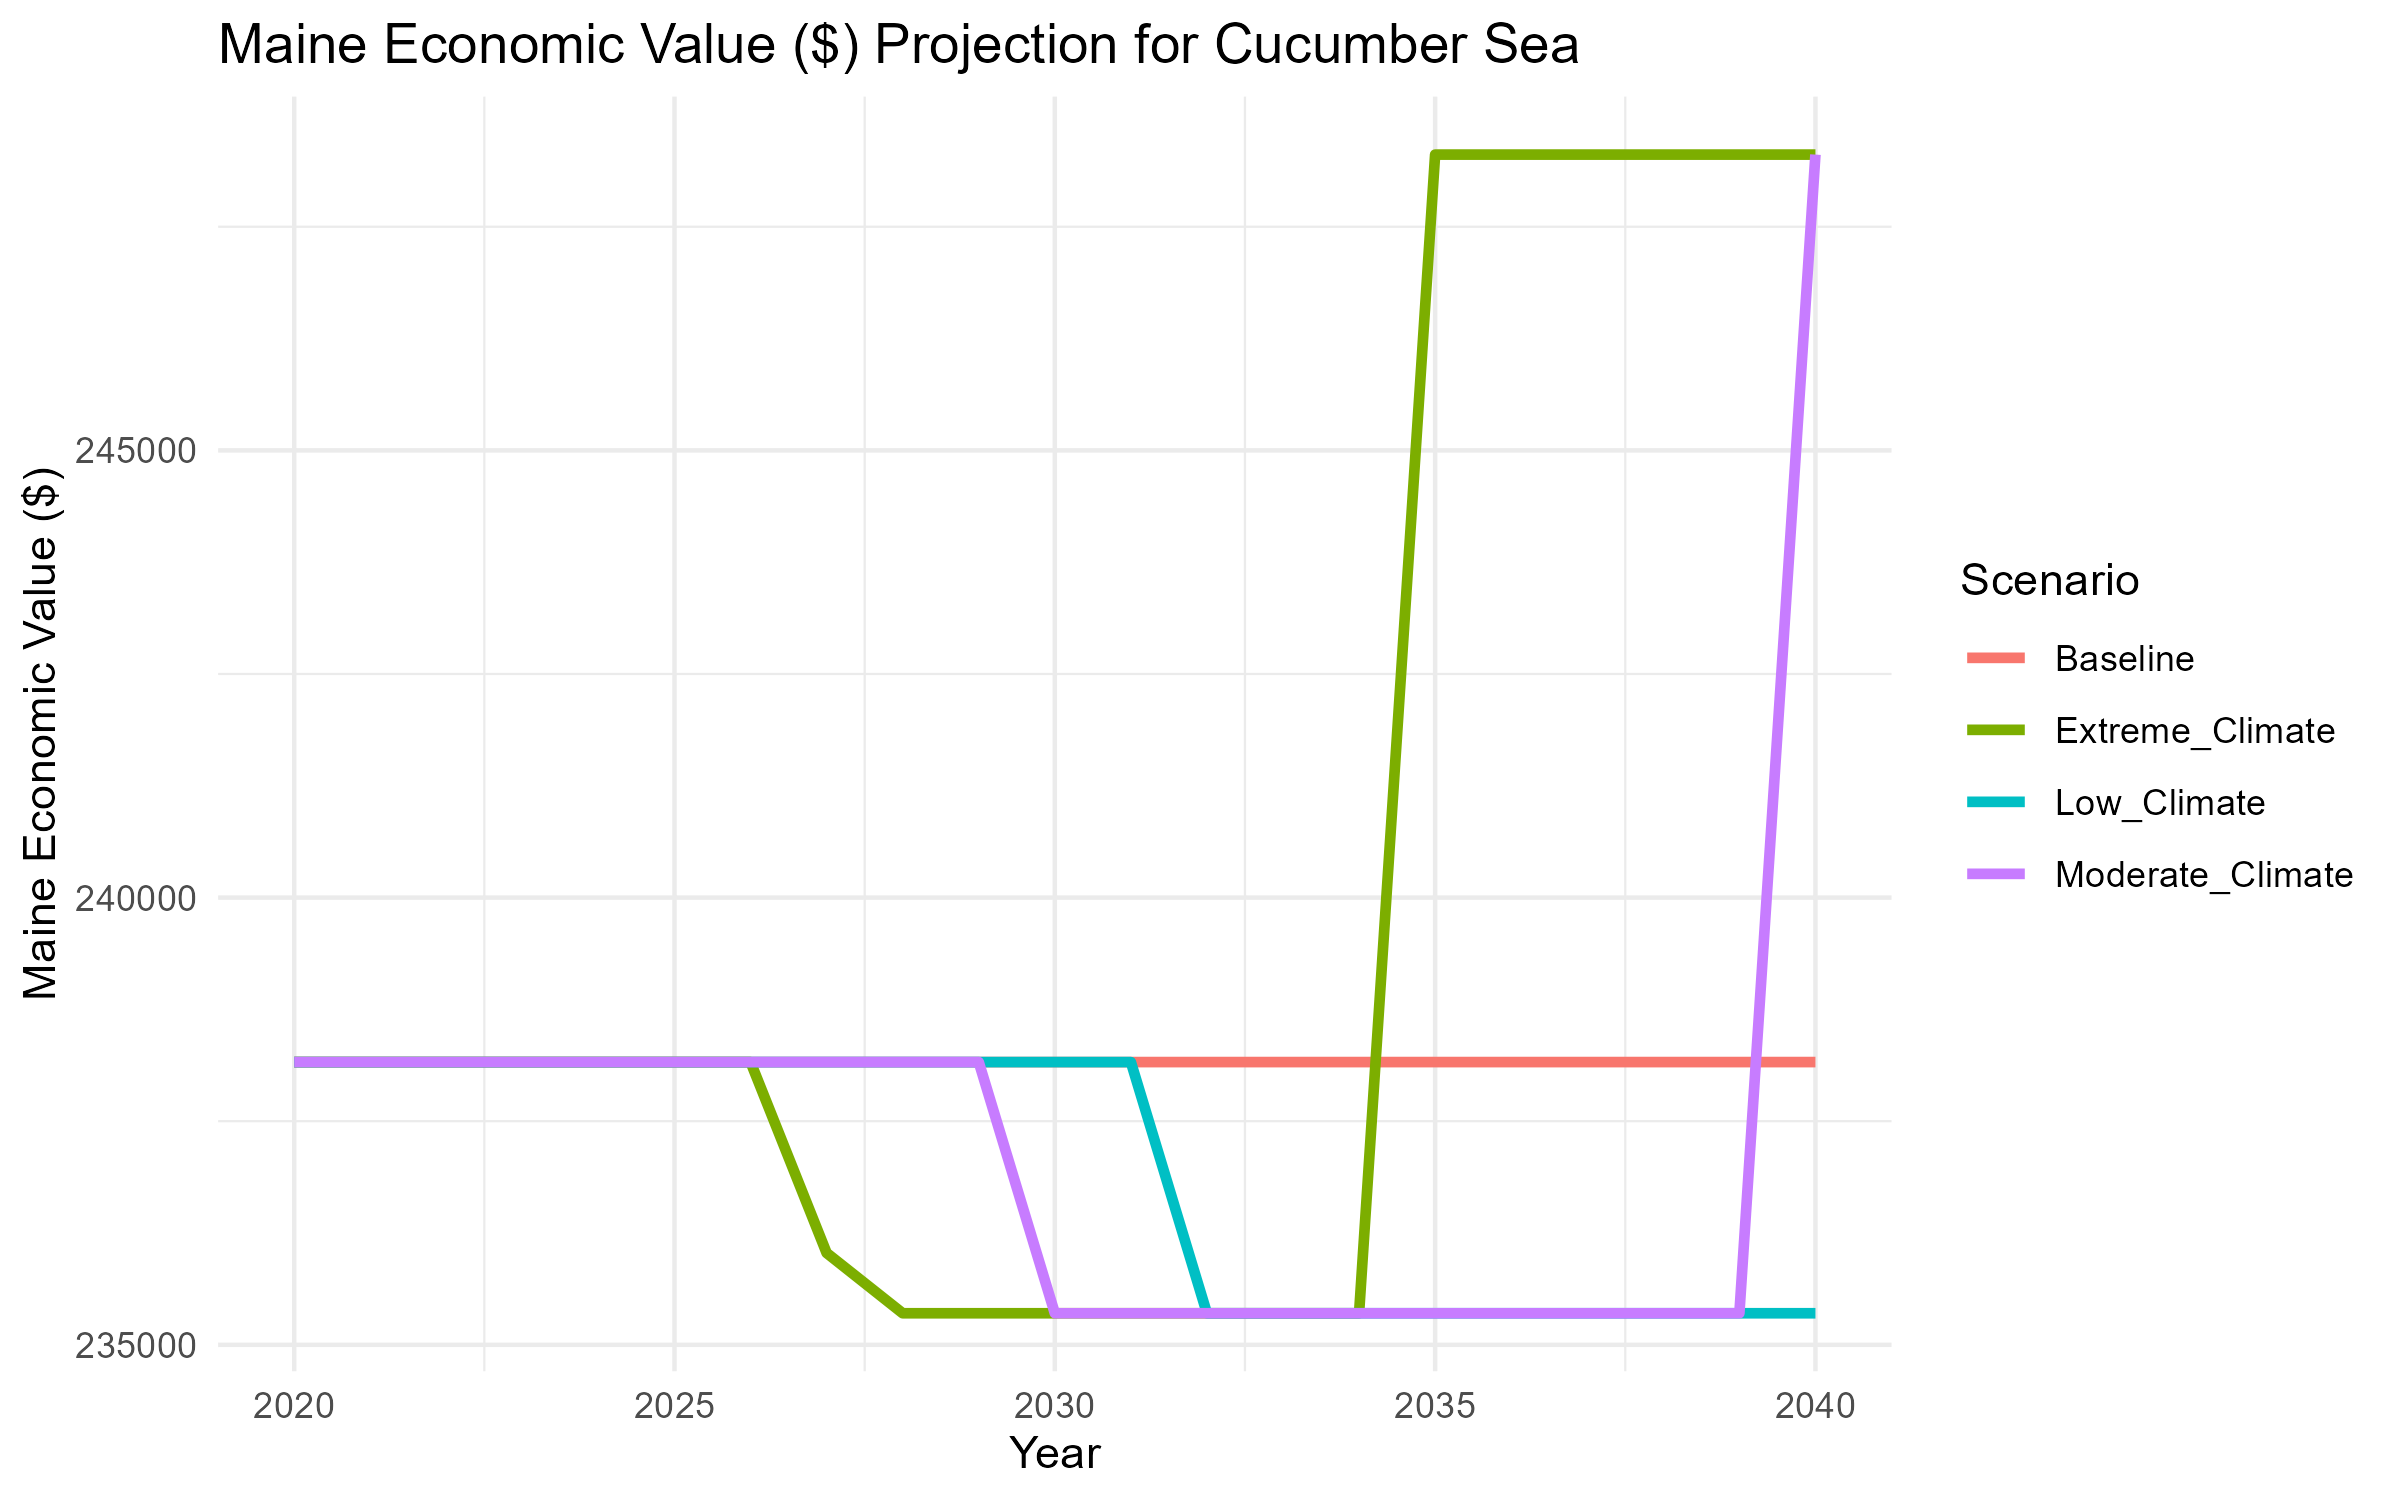 Maine Economic Value ($) Projection for Cucumber Sea
Maine Economic Value ($)
245000
240000
235000
2020
2025
2030
2035
2040
Year
Scenario
Baseline
Extreme_Climate
Low_Climate
Moderate_Climate